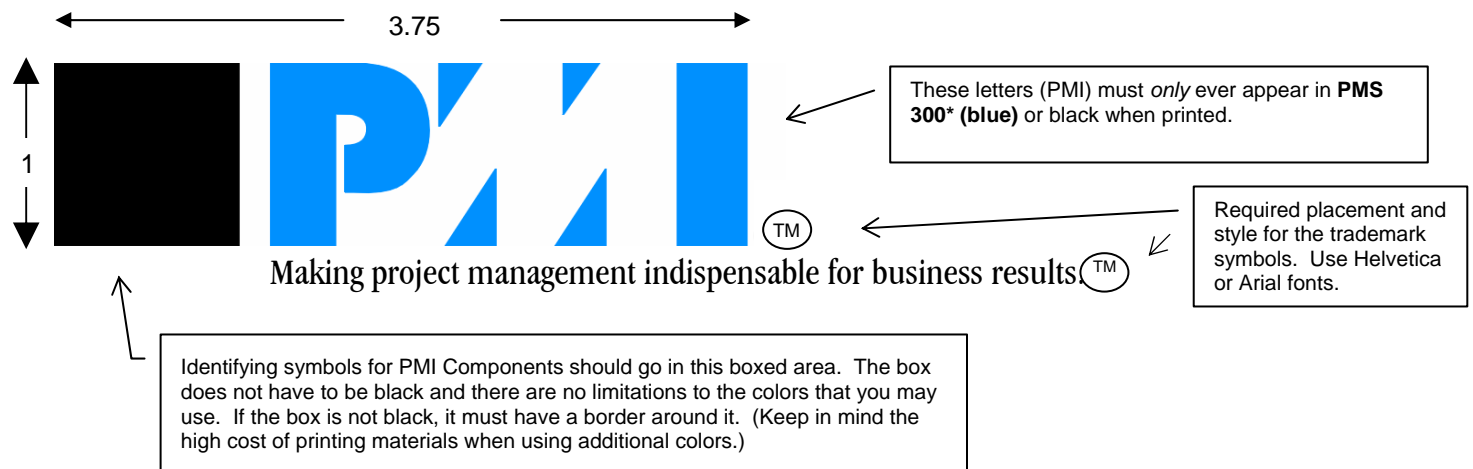 3.75
1
PMI
TM
These letters (PMI) must only ever appear in PMS
300* (blue) or black when printed.
Required placement and
style for the trademark
symbols. Use Helvetica
or Arial fonts.
Making project management indispensable for business results. TM
Identifying symbols for PMI Components should go in this boxed area. The box
does not have to be black and there are no limitations to the colors that you may
use. If the box is not black, it must have a border around it. (Keep in mind the
high cost of printing materials when using additional colors.)